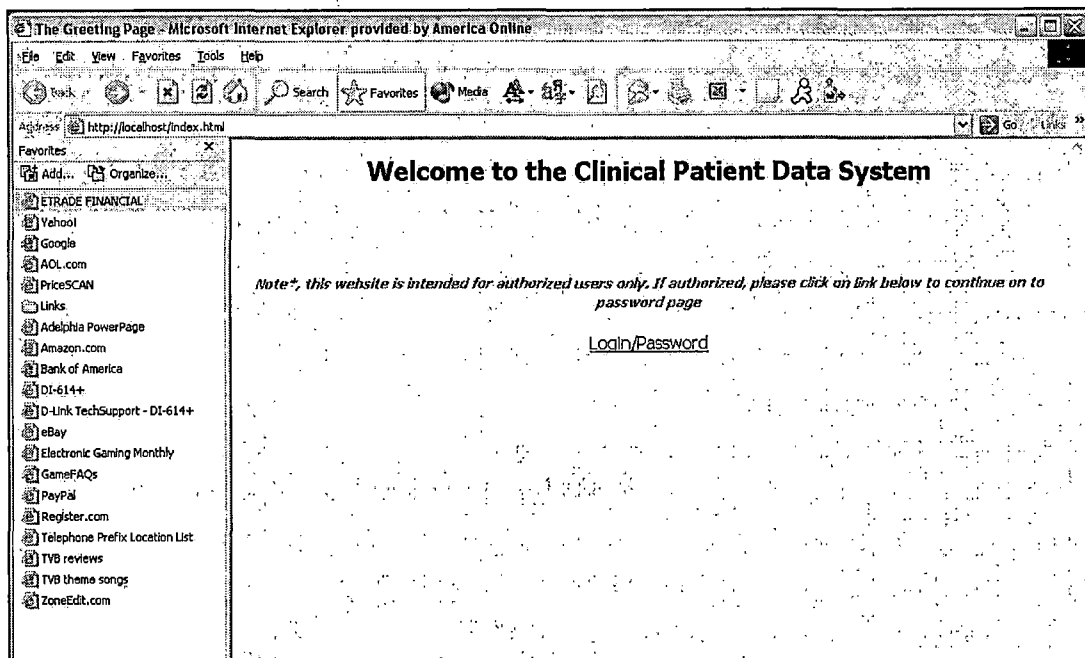 The Greeting Page - Microsoft Internet Explorer provided by America Online
File Edit View Favorites Tools Help
Back Search Favorites Media
Address http://localhost/index.html Go Links »
Favorites ×
Add... Organize...
ETRADE FINANCIAL
Yahoo!
Google
AOL.com
PriceSCAN
Links
Adelphia PowerPage
Amazon.com
Bank of America
DI-614+
D-Link TechSupport - DI-614+
eBay
Electronic Gaming Monthly
GameFAQs
PayPal
Register.com
Telephone Prefix Location List
TVB reviews
TVB theme songs
ZoneEdit.com
Welcome to the Clinical Patient Data System
Note*, this website is intended for authorized users only. If authorized, please click on link below to continue on to
password page
Login/Password